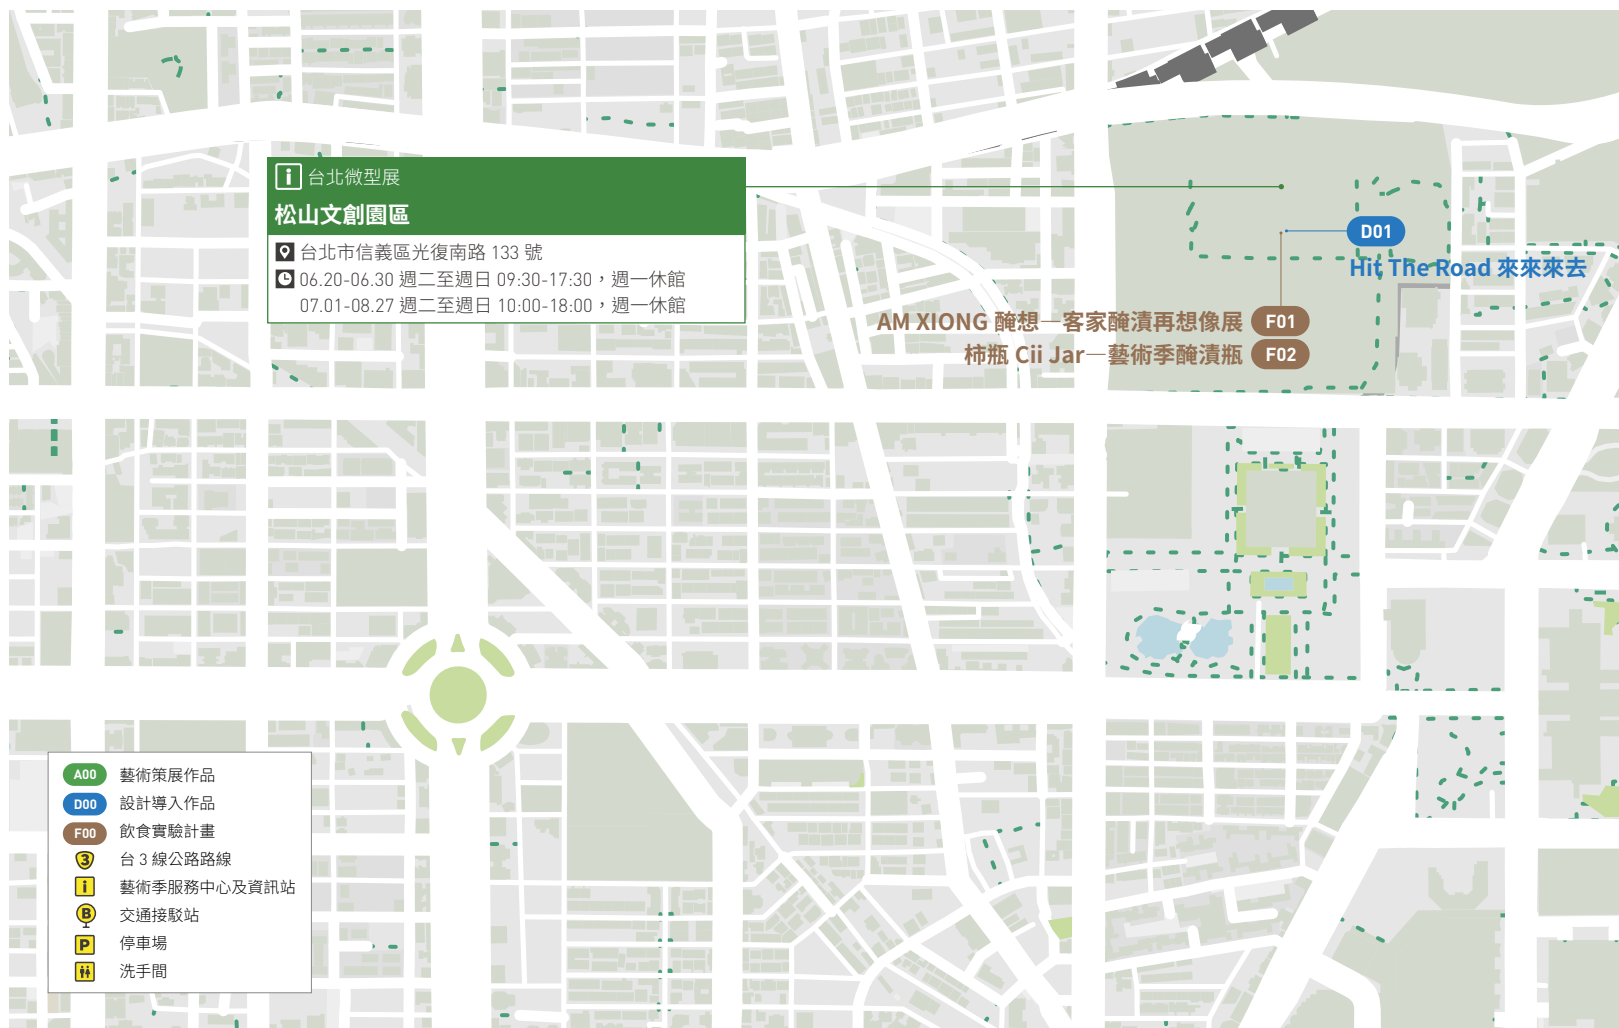 台北微型展
松山文創園區
台北市信義區光復南路 133 號
06.20-06.30 週二至週日 09:30-17:30，週一休館
07.01-08.27 週二至週日 10:00-18:00，週一休館
D01
Hit The Road 來來來去
AM XIONG 醃想—客家醃漬再想像展 F01
柿瓶 Cii Jar—藝術季醃漬瓶 F02
A00 藝術策展作品
D00 設計導入作品
F00 飲食實驗計畫
3 台 3 線公路路線
i 藝術季服務中心及資訊站
B 交通接駁站
P 停車場
洗手間